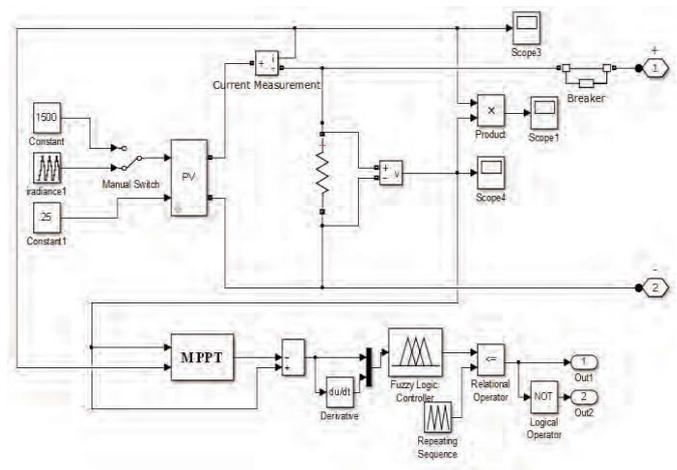 Scope3
i
+
-
Current Measurement
+
1
Breaker
1500
Constant
irradiance1
Manual Switch
PV
25
Constant1
×
Product
Scope1
+
-
v
Scope4
-
2
MPPT
-
+
du/dt
Derivative
Fuzzy Logic
Controller
<=
Relational
Operator
1
Out1
NOT
Logical
Operator
2
Out2
Repeating
Sequence